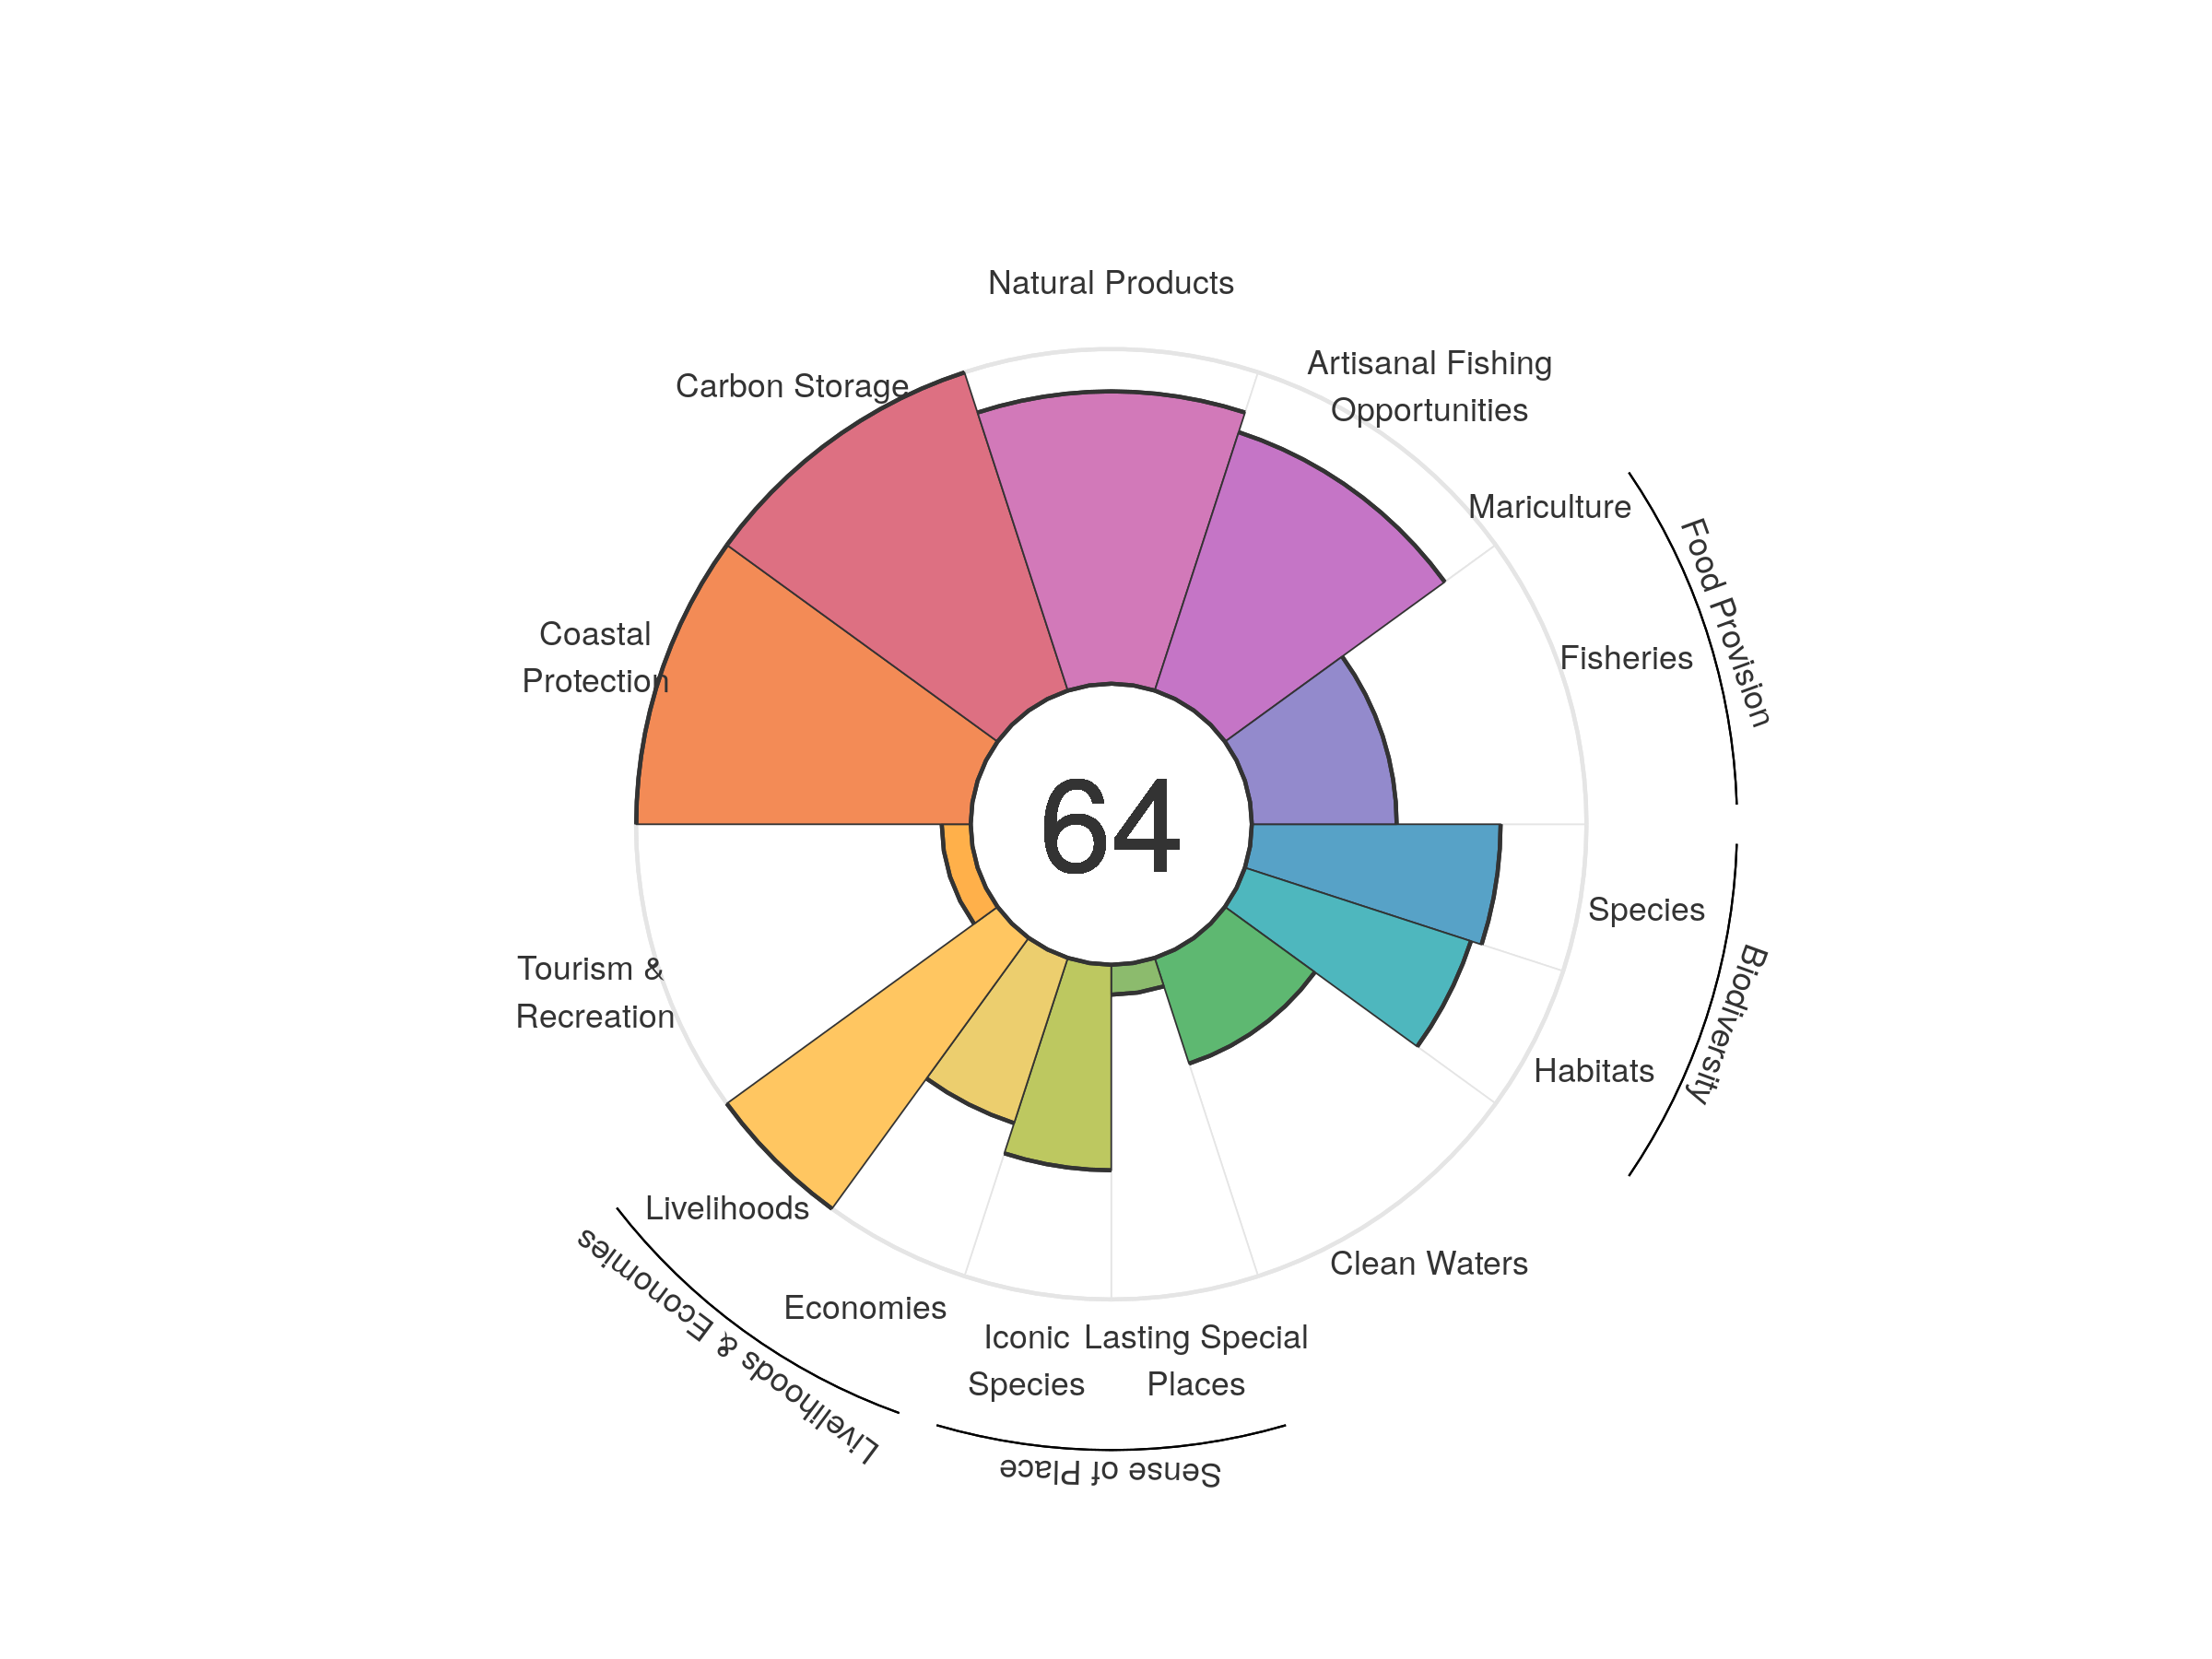 Natural Products
Artisanal Fishing
Opportunities
Carbon Storage
Mariculture
Food Provision
Fisheries
Coastal
Protection
64
Species
Biodiversity
Habitats
Tourism &
Recreation
Livelihoods
Clean Waters
Economies
Livelihoods & Economies
Iconic
Species
Lasting Special
Places
Sense of Place